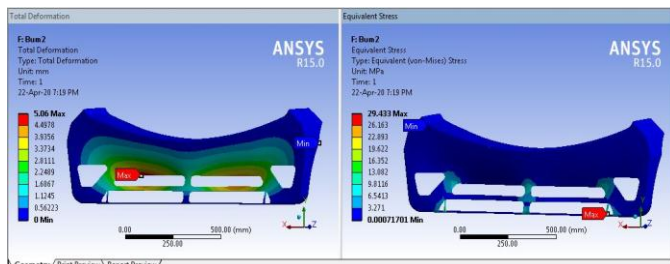 Total Deformation
F: Bum2
Total Deformation
Type: Total Deformation
Unit: mm
Time: 1
22-Apr-20 7:19 PM
ANSYS
R15.0
5.06 Max
4.4978
3.9356
3.3734
2.8111
2.2489
1.6867
1.1245
0.56223
0 Min
Min
Max
0.00
500.00 (mm)
250.00
X
Z
Equivalent Stress
F: Bum2
Equivalent Stress
Type: Equivalent (von-Mises) Stress
Unit: MPa
Time: 1
22-Apr-20 7:19 PM
ANSYS
R15.0
29.433 Max
26.163
22.893
19.622
16.352
13.082
9.8116
6.5413
3.271
0.00071701 Min
Min
Max
0.00
500.00 (mm)
250.00
X
Z
Geometry / Print Preview / Report Preview /